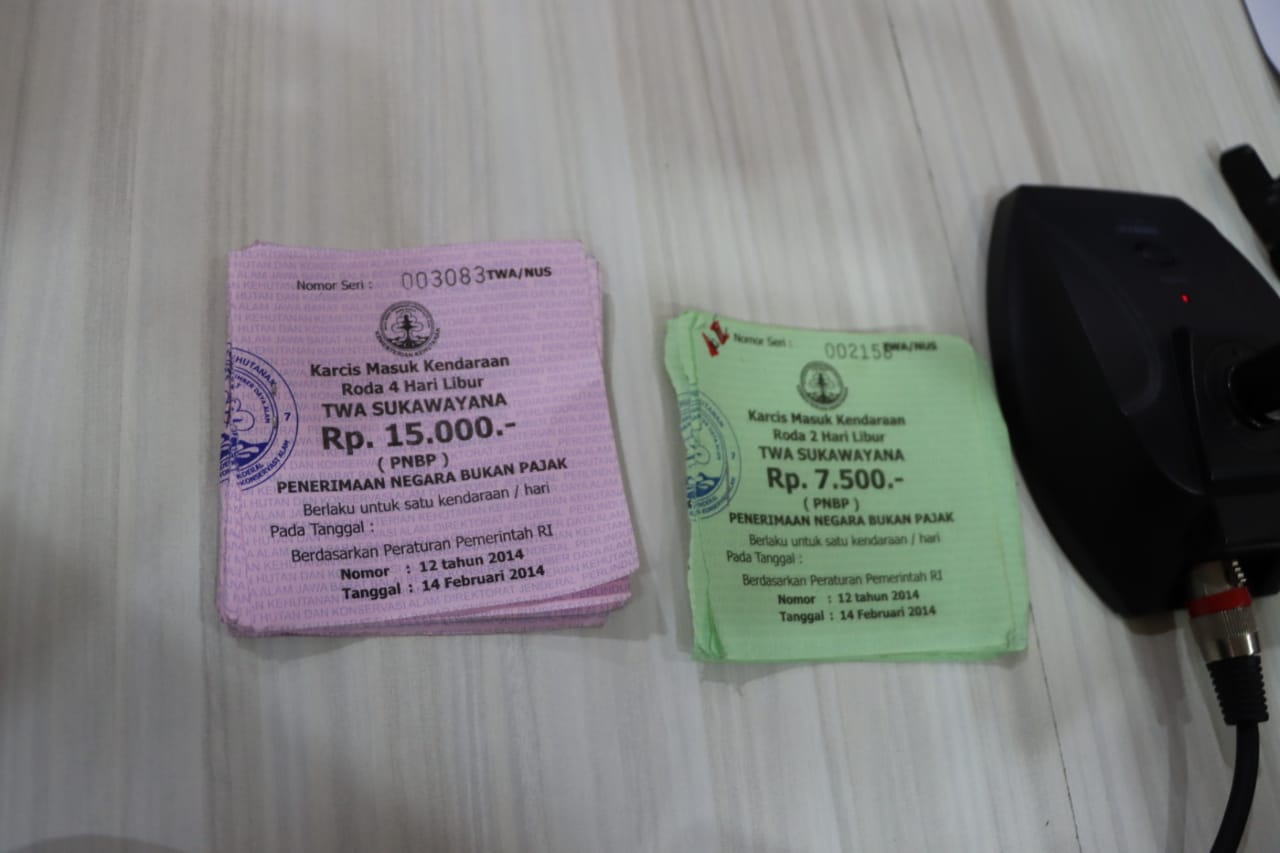 Nomor Seri : 003083 TWA/NUS
Karcis Masuk Kendaraan
Roda 4 Hari Libur
TWA SUKAWAYANA
Rp. 15.000.-
( PNBP )
PENERIMAAN NEGARA BUKAN PAJAK
Berlaku untuk satu kendaraan / hari
Pada Tanggal :
Berdasarkan Peraturan Pemerintah RI
Nomor : 12 tahun 2014
Tanggal : 14 Februari 2014
Nomor Seri : 002158 TWA/NUS
Karcis Masuk Kendaraan
Roda 2 Hari Libur
TWA SUKAWAYANA
Rp. 7.500.-
( PNBP )
PENERIMAAN NEGARA BUKAN PAJAK
Berlaku untuk satu kendaraan / hari
Pada Tanggal :
Berdasarkan Peraturan Pemerintah RI
Nomor : 12 tahun 2014
Tanggal : 14 Februari 2014